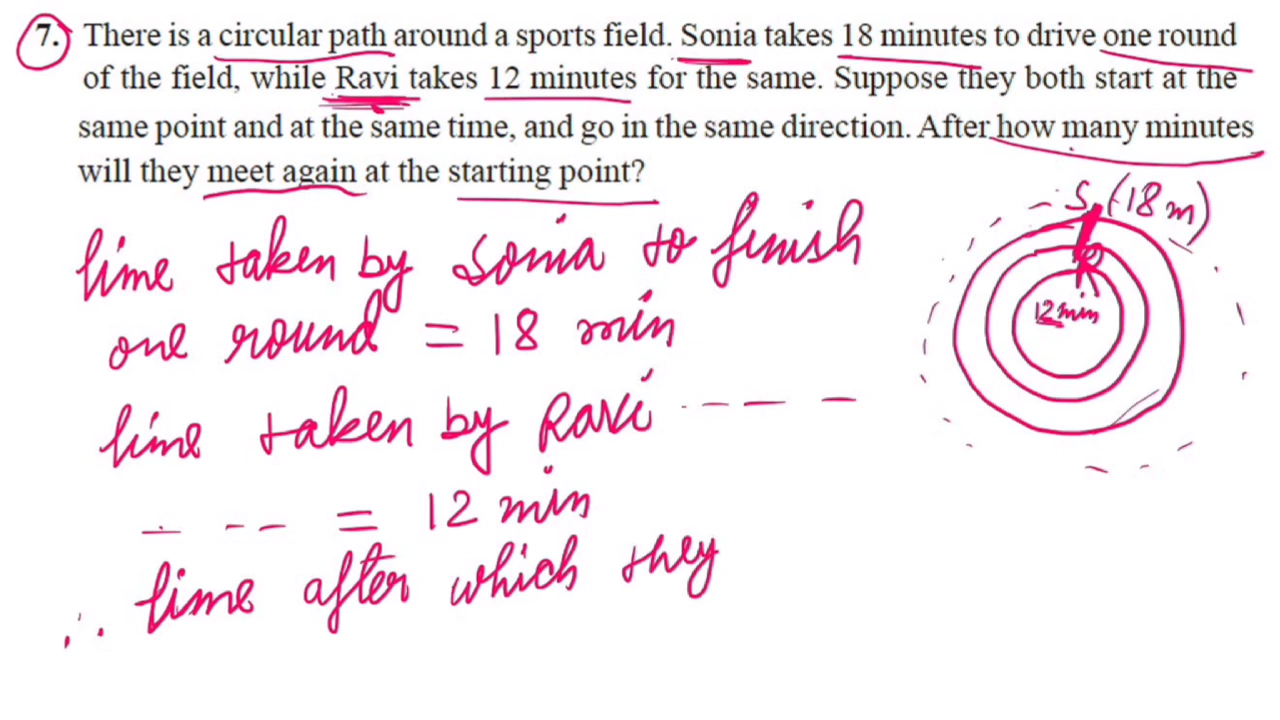 7. There is a circular path around a sports field. Sonia takes 18 minutes to drive one round
of the field, while Ravi takes 12 minutes for the same. Suppose they both start at the
same point and at the same time, and go in the same direction. After how many minutes
will they meet again at the starting point?
S (18 m)
12 min
time taken by Sonia to finish
one round = 18 min
time taken by Ravi - - - -
- - - = 12 min
∴ time after which they